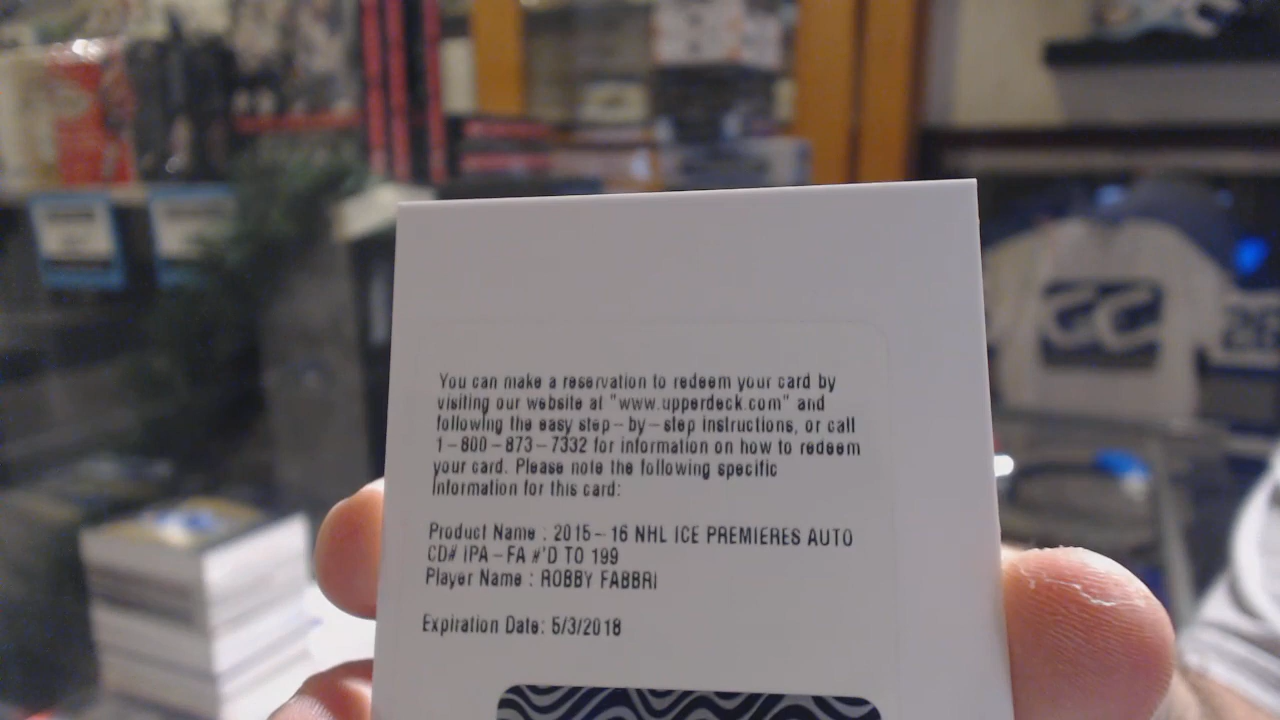 You can make a reservation to redeem your card by
visiting our website at "www.upperdeck.com" and
following the easy step-by-step instructions, or call
1-800-873-7332 for information on how to redeem
your card. Please note the following specific
information for this card:
Product Name : 2015-16 NHL ICE PREMIERES AUTO
CD# IPA-FA #'D TO 199
Player Name : ROBBY FABBRI
Expiration Date: 5/3/2018